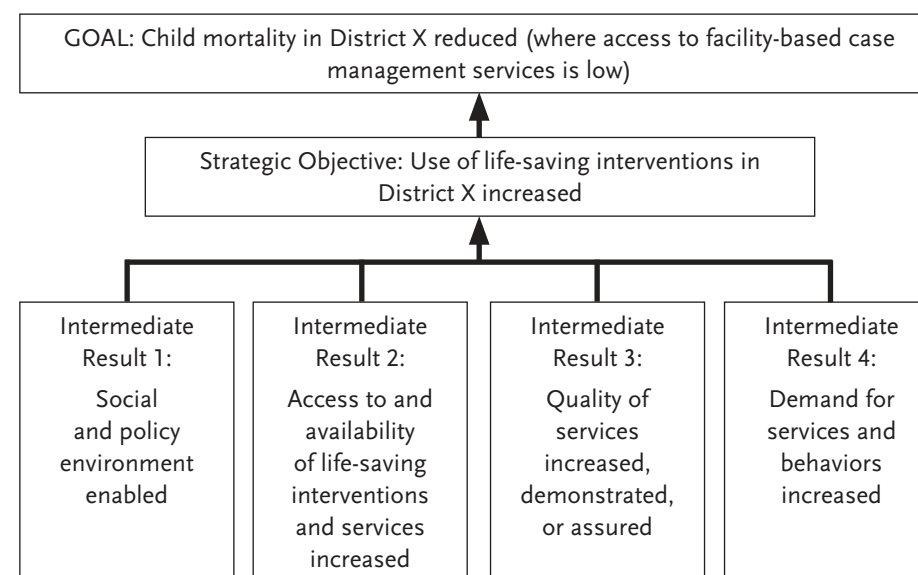 GOAL: Child mortality in District X reduced (where access to facility-based case
management services is low)
Strategic Objective: Use of life-saving interventions in
District X increased
Intermediate
Result 1:
Social
and policy
environment
enabled
Intermediate
Result 2:
Access to and
availability
of life-saving
interventions
and services
increased
Intermediate
Result 3:
Quality of
services
increased,
demonstrated,
or assured
Intermediate
Result 4:
Demand for
services and
behaviors
increased